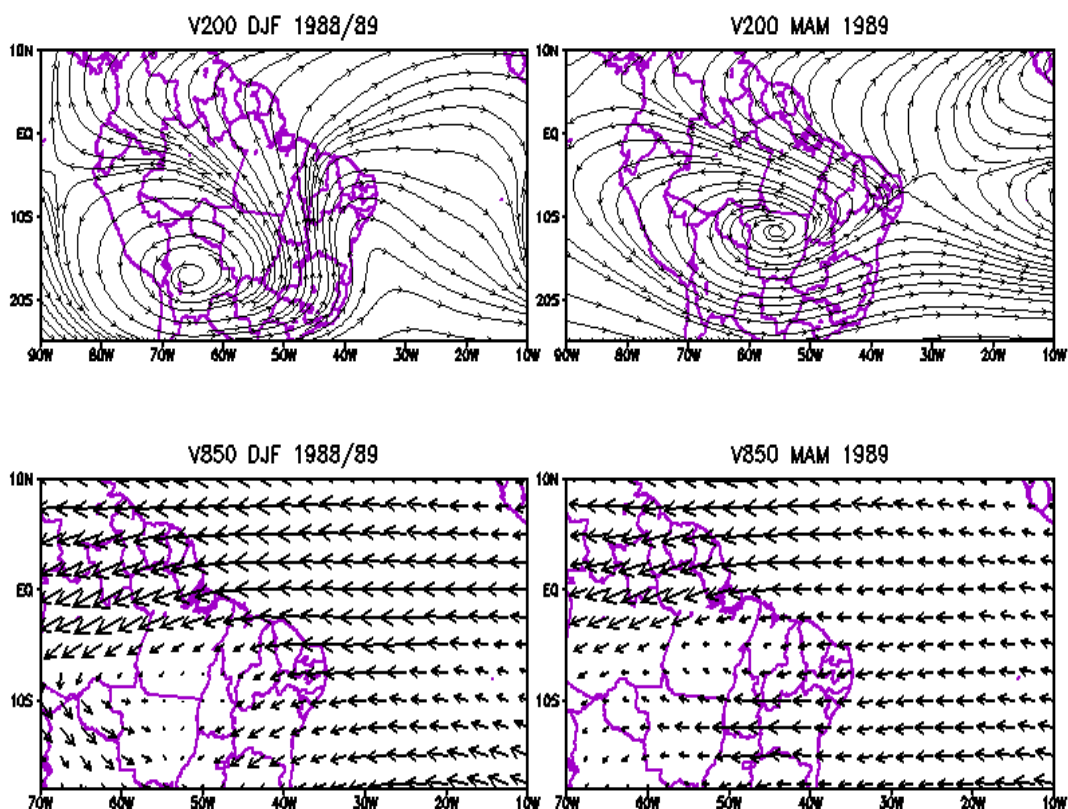 V200 DJF 1988/89
V200 MAM 1989
10N
EQ
10S
20S
90W 80W 70W 60W 50W 40W 30W 20W 10W
10N
EQ
10S
20S
90W 80W 70W 60W 50W 40W 30W 20W 10W
V850 DJF 1988/89
V850 MAM 1989
10N
EQ
10S
70W 60W 50W 40W 30W 20W 10W
10N
EQ
10S
70W 60W 50W 40W 30W 20W 10W